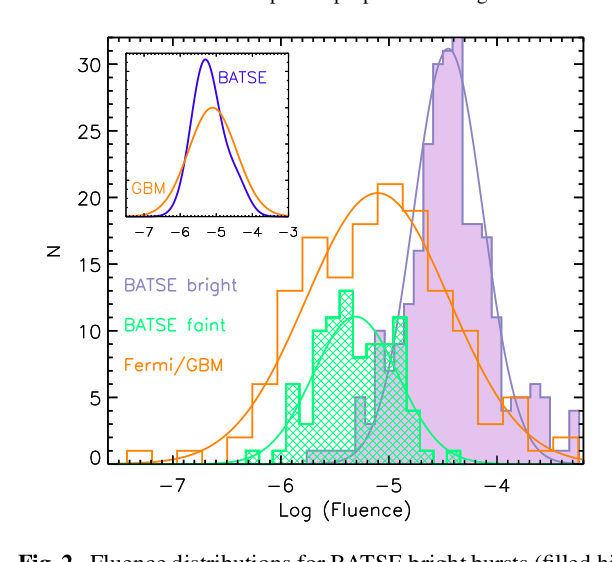 30
20
15
10
5
0
N
BATSE
GBM
-7 -6 -5 -4 -3
BATSE bright
BATSE faint
Fermi/GBM
-7 -6 -5 -4
Log (Fluence)
Fig. 2. Fluence distributions for BATSE bright bursts (filled hi